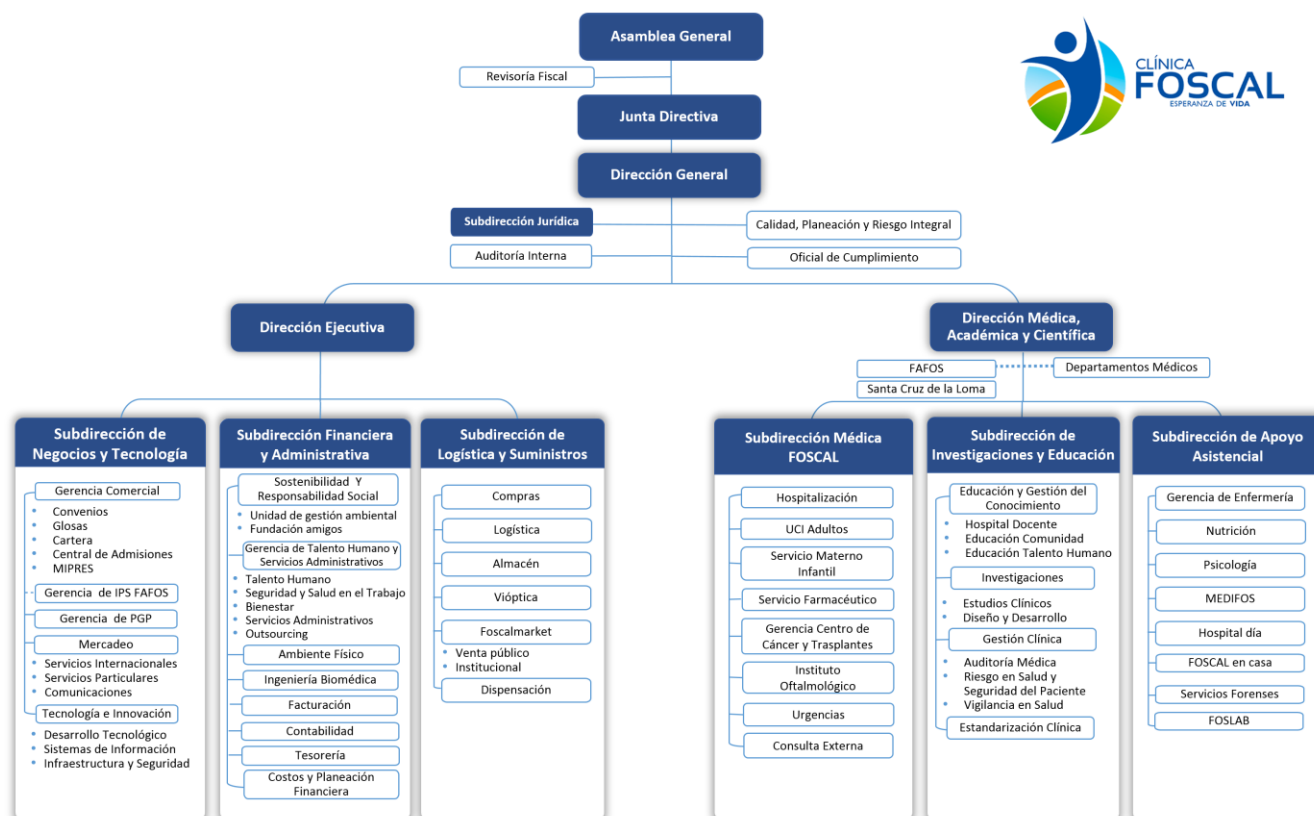 Asamblea General
CLÍNICA
FOSCAL
ESPERANZA DE VIDA
Revisoría Fiscal
Junta Directiva
Dirección General
Subdirección Jurídica
Calidad, Planeación y Riesgo Integral
Auditoría Interna
Oficial de Cumplimiento
Dirección Ejecutiva
Dirección Médica,
Académica y Científica
FAFOS
Departamentos Médicos
Santa Cruz de la Loma
Subdirección de
Negocios y Tecnología
Gerencia Comercial
• Convenios
• Glosas
• Cartera
• Central de Admisiones
• MIPRES
Gerencia de IPS FAFOS
Gerencia de PGP
Mercadeo
• Servicios Internacionales
• Servicios Particulares
• Comunicaciones
Tecnología e Innovación
• Desarrollo Tecnológico
• Sistemas de Información
• Infraestructura y Seguridad
Subdirección Financiera
y Administrativa
Sostenibilidad Y
Responsabilidad Social
• Unidad de gestión ambiental
• Fundación amigos
Gerencia de Talento Humano y
Servicios Administrativos
• Talento Humano
• Seguridad y Salud en el Trabajo
• Bienestar
• Servicios Administrativos
• Outsourcing
Ambiente Físico
Ingeniería Biomédica
Facturación
Contabilidad
Tesorería
Costos y Planeación
Financiera
Subdirección de
Logística y Suministros
Compras
Logística
Almacén
Vióptica
Foscalmarket
• Venta público
• Institucional
Dispensación
Subdirección Médica
FOSCAL
Hospitalización
UCI Adultos
Servicio Materno
Infantil
Servicio Farmacéutico
Gerencia Centro de
Cáncer y Trasplantes
Instituto
Oftalmológico
Urgencias
Consulta Externa
Subdirección de
Investigaciones y Educación
Educación y Gestión del
Conocimiento
• Hospital Docente
• Educación Comunidad
• Educación Talento Humano
Investigaciones
• Estudios Clínicos
• Diseño y Desarrollo
Gestión Clínica
• Auditoría Médica
• Riesgo en Salud y
Seguridad del Paciente
• Vigilancia en Salud
Estandarización Clínica
Subdirección de Apoyo
Asistencial
Gerencia de Enfermería
Nutrición
Psicología
MEDIFOS
Hospital día
FOSCAL en casa
Servicios Forenses
FOSLAB